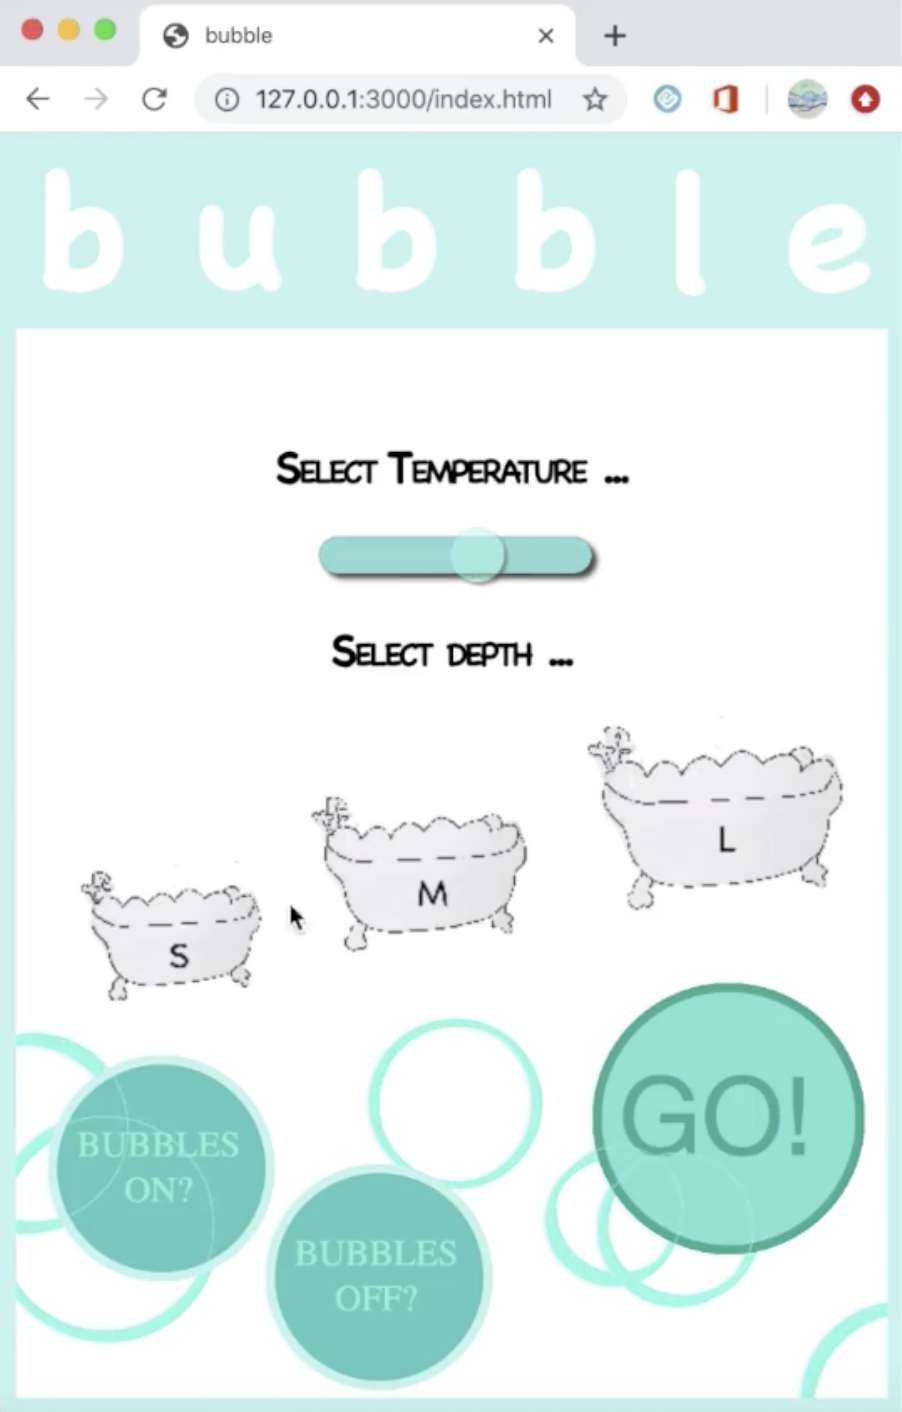 bubble
127.0.0.1:3000/index.html
b u b b l e
SELECT TEMPERATURE ...
SELECT DEPTH ...
L
M
S
GO!
BUBBLES
ON?
BUBBLES
OFF?